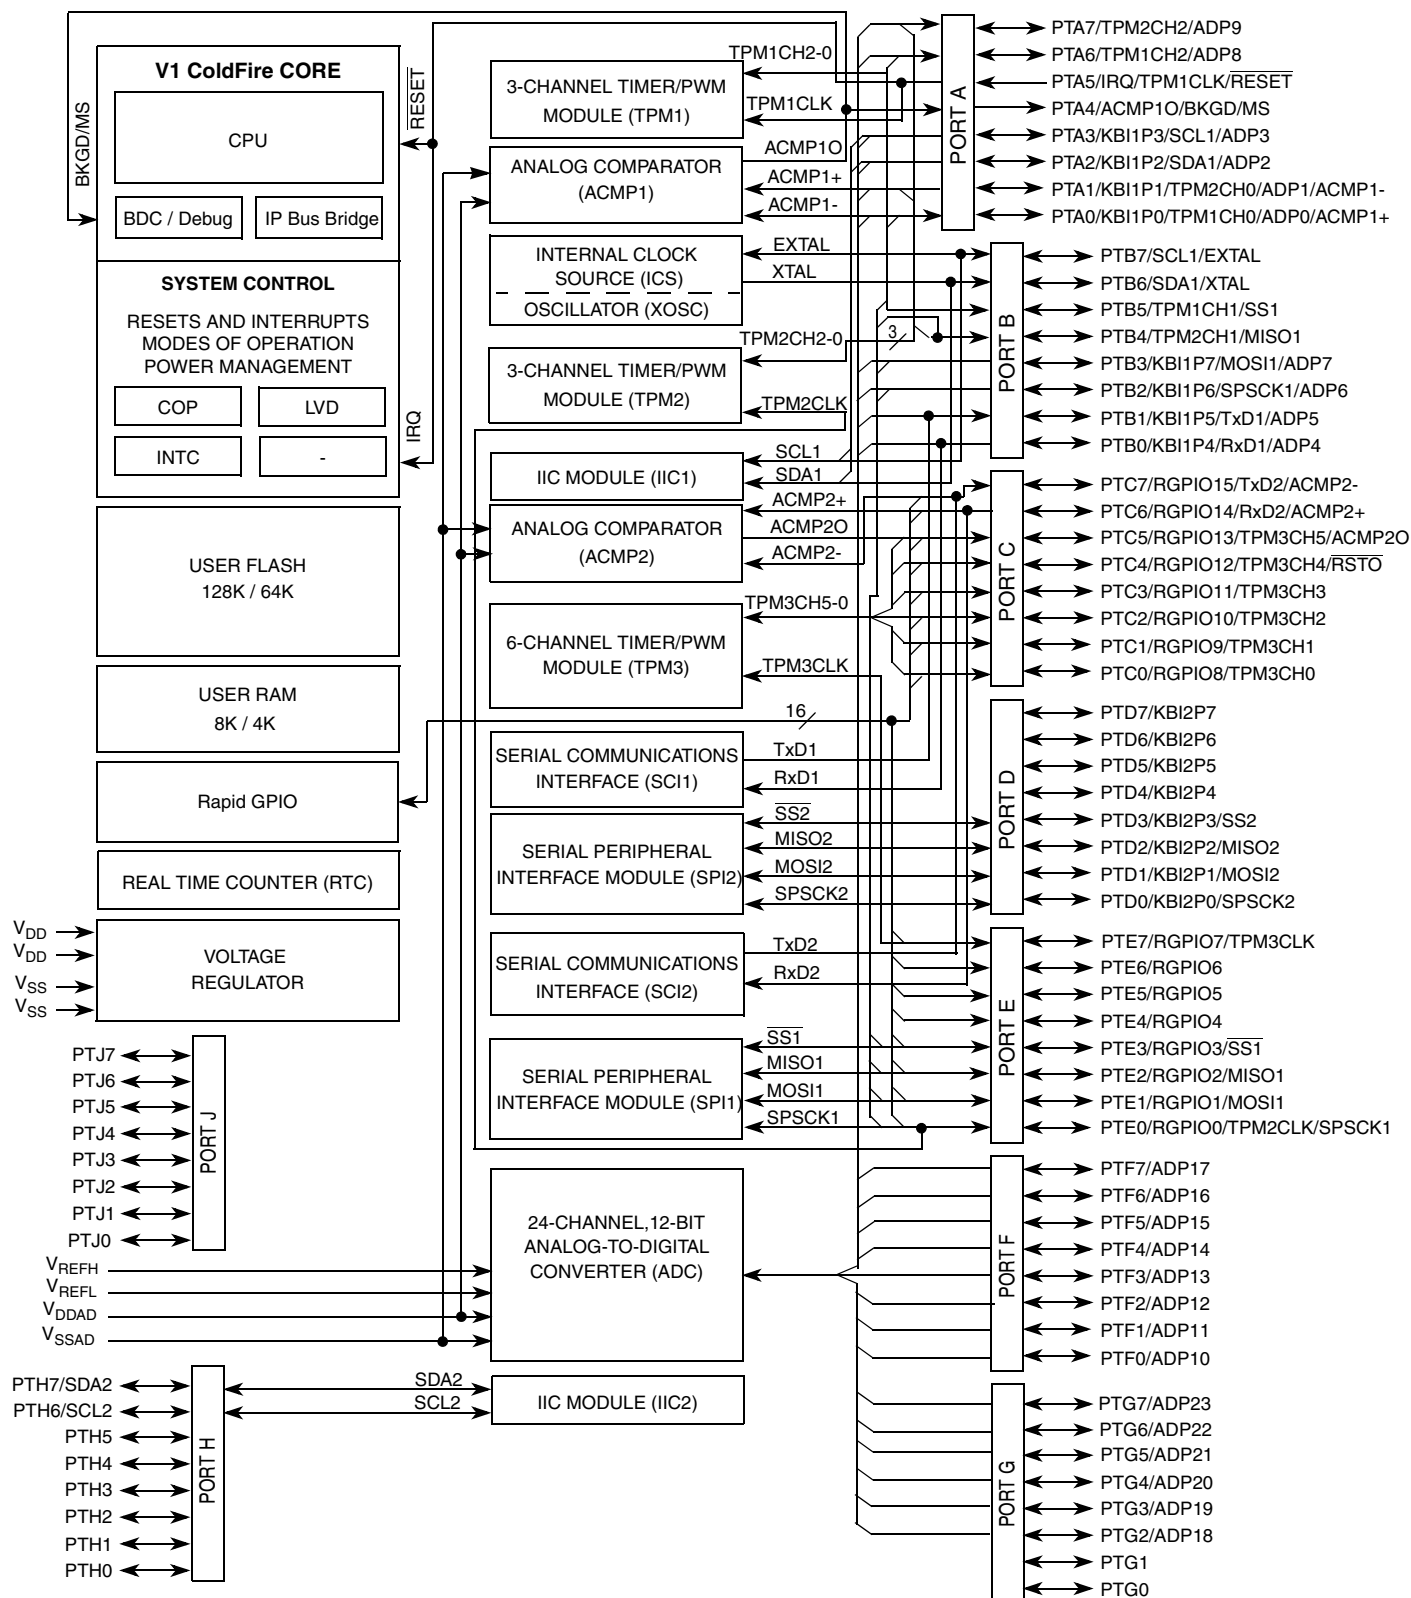 V1 ColdFire CORE
CPU
BDC / Debug
IP Bus Bridge
BKGD/MS
RESET
SYSTEM CONTROL
RESETS AND INTERRUPTS
MODES OF OPERATION
POWER MANAGEMENT
COP
LVD
INTC
-
IRQ
USER FLASH
128K / 64K
USER RAM
8K / 4K
Rapid GPIO
REAL TIME COUNTER (RTC)
VOLTAGE
REGULATOR
VDD
VDD
VSS
VSS
PTJ7
PTJ6
PTJ5
PTJ4
PTJ3
PTJ2
PTJ1
PTJ0
PORT J
VREFH
VREFL
VDDAD
VSSAD
PTH7/SDA2
PTH6/SCL2
PTH5
PTH4
PTH3
PTH2
PTH1
PTH0
PORT H
3-CHANNEL TIMER/PWM
MODULE (TPM1)
TPM1CH2-0
TPM1CLK
ANALOG COMPARATOR
(ACMP1)
ACMP1O
ACMP1+
ACMP1-
INTERNAL CLOCK
SOURCE (ICS)
OSCILLATOR (XOSC)
EXTAL
XTAL
3-CHANNEL TIMER/PWM
MODULE (TPM2)
TPM2CH2-0
3
TPM2CLK
IIC MODULE (IIC1)
SCL1
SDA1
ANALOG COMPARATOR
(ACMP2)
ACMP2+
ACMP2O
ACMP2-
6-CHANNEL TIMER/PWM
MODULE (TPM3)
TPM3CH5-0
TPM3CLK
16
SERIAL COMMUNICATIONS
INTERFACE (SCI1)
TxD1
RxD1
SERIAL PERIPHERAL
INTERFACE MODULE (SPI2)
SS2
MISO2
MOSI2
SPSCK2
SERIAL COMMUNICATIONS
INTERFACE (SCI2)
TxD2
RxD2
SERIAL PERIPHERAL
INTERFACE MODULE (SPI1)
SS1
MISO1
MOSI1
SPSCK1
24-CHANNEL,12-BIT
ANALOG-TO-DIGITAL
CONVERTER (ADC)
IIC MODULE (IIC2)
SDA2
SCL2
PORT A
PTA7/TPM2CH2/ADP9
PTA6/TPM1CH2/ADP8
PTA5/IRQ/TPM1CLK/RESET
PTA4/ACMP1O/BKGD/MS
PTA3/KBI1P3/SCL1/ADP3
PTA2/KBI1P2/SDA1/ADP2
PTA1/KBI1P1/TPM2CH0/ADP1/ACMP1-
PTA0/KBI1P0/TPM1CH0/ADP0/ACMP1+
PORT B
PTB7/SCL1/EXTAL
PTB6/SDA1/XTAL
PTB5/TPM1CH1/SS1
PTB4/TPM2CH1/MISO1
PTB3/KBI1P7/MOSI1/ADP7
PTB2/KBI1P6/SPSCK1/ADP6
PTB1/KBI1P5/TxD1/ADP5
PTB0/KBI1P4/RxD1/ADP4
PORT C
PTC7/RGPIO15/TxD2/ACMP2-
PTC6/RGPIO14/RxD2/ACMP2+
PTC5/RGPIO13/TPM3CH5/ACMP2O
PTC4/RGPIO12/TPM3CH4/RSTO
PTC3/RGPIO11/TPM3CH3
PTC2/RGPIO10/TPM3CH2
PTC1/RGPIO9/TPM3CH1
PTC0/RGPIO8/TPM3CH0
PORT D
PTD7/KBI2P7
PTD6/KBI2P6
PTD5/KBI2P5
PTD4/KBI2P4
PTD3/KBI2P3/SS2
PTD2/KBI2P2/MISO2
PTD1/KBI2P1/MOSI2
PTD0/KBI2P0/SPSCK2
PORT E
PTE7/RGPIO7/TPM3CLK
PTE6/RGPIO6
PTE5/RGPIO5
PTE4/RGPIO4
PTE3/RGPIO3/SS1
PTE2/RGPIO2/MISO1
PTE1/RGPIO1/MOSI1
PTE0/RGPIO0/TPM2CLK/SPSCK1
PORT F
PTF7/ADP17
PTF6/ADP16
PTF5/ADP15
PTF4/ADP14
PTF3/ADP13
PTF2/ADP12
PTF1/ADP11
PTF0/ADP10
PORT G
PTG7/ADP23
PTG6/ADP22
PTG5/ADP21
PTG4/ADP20
PTG3/ADP19
PTG2/ADP18
PTG1
PTG0